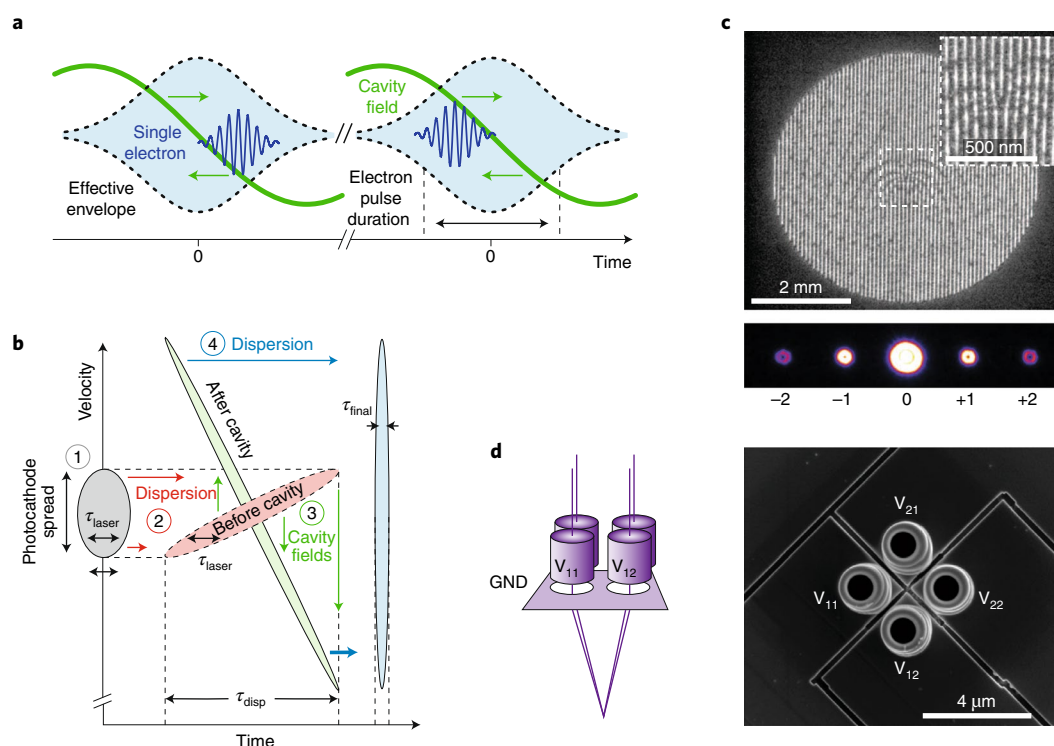 a
Cavity
field
Single
electron
Effective
envelope
Electron
pulse
duration
0
0
Time
b
Velocity
Photocathode
spread
1
τlaser
Dispersion
2
τlaser
Before cavity
After cavity
3
Cavity
fields
4 Dispersion
τfinal
τdisp
Time
c
500 nm
2 mm
–2 –1 0 +1 +2
d
V11 V12
GND
V21
V11
V22
V12
4 μm